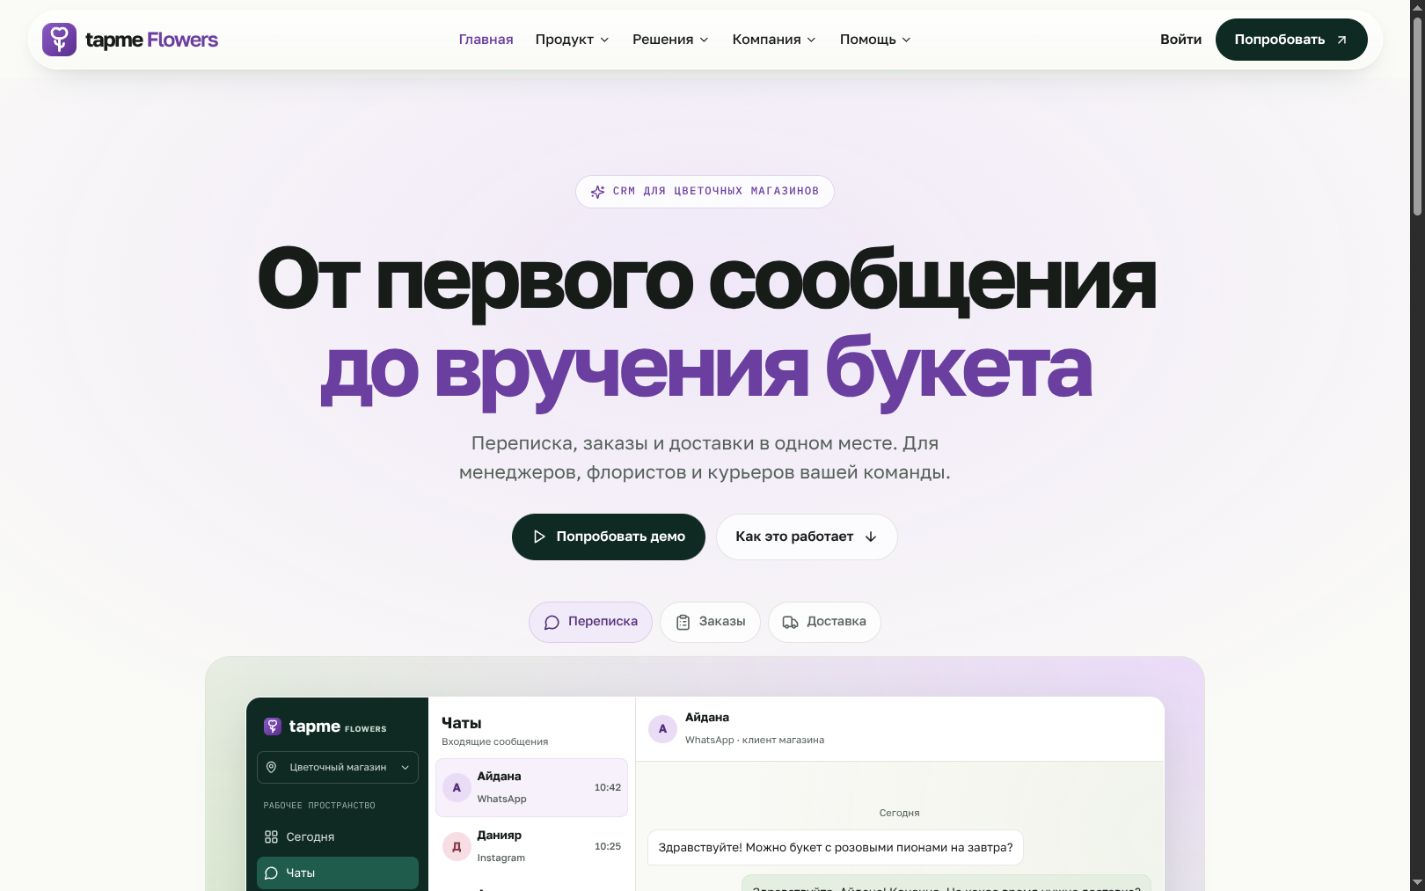 tapme Flowers
Главная
Продукт
Решения
Компания
Помощь
Войти
Попробовать
CRM ДЛЯ ЦВЕТОЧНЫХ МАГАЗИНОВ
От первого сообщения
до вручения букета
Переписка, заказы и доставки в одном месте. Для
менеджеров, флористов и курьеров вашей команды.
Попробовать демо
Как это работает
Переписка
Заказы
Доставка
tapme FLOWERS
Цветочный магазин
РАБОЧЕЕ ПРОСТРАНСТВО
Сегодня
Чаты
Чаты
Входящие сообщения
А
Айдана
10:42
WhatsApp
Д
Данияр
10:25
Instagram
А
Айдана
WhatsApp · клиент магазина
Сегодня
Здравствуйте! Можно букет с розовыми пионами на завтра?